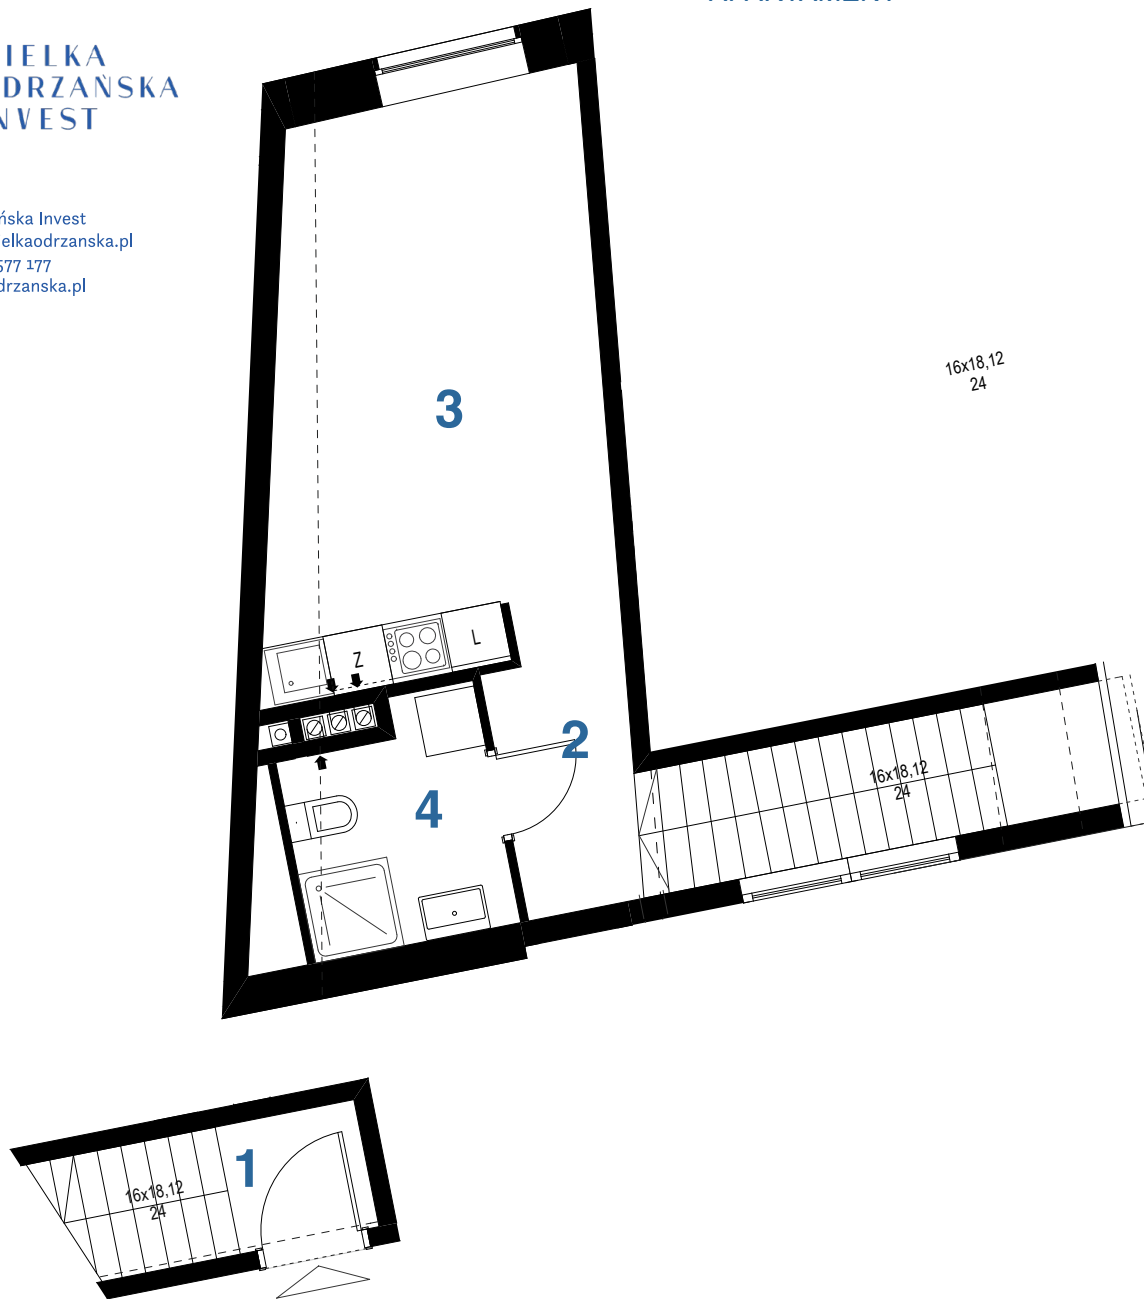 IELKA
DRZAŃSKA
NVEST
ńska Invest
elkaodrzanska.pl
577 177
drzanska.pl
16x18,12
24
3
Z
L
2
16x18,12
24
4
1
16x18,12
24